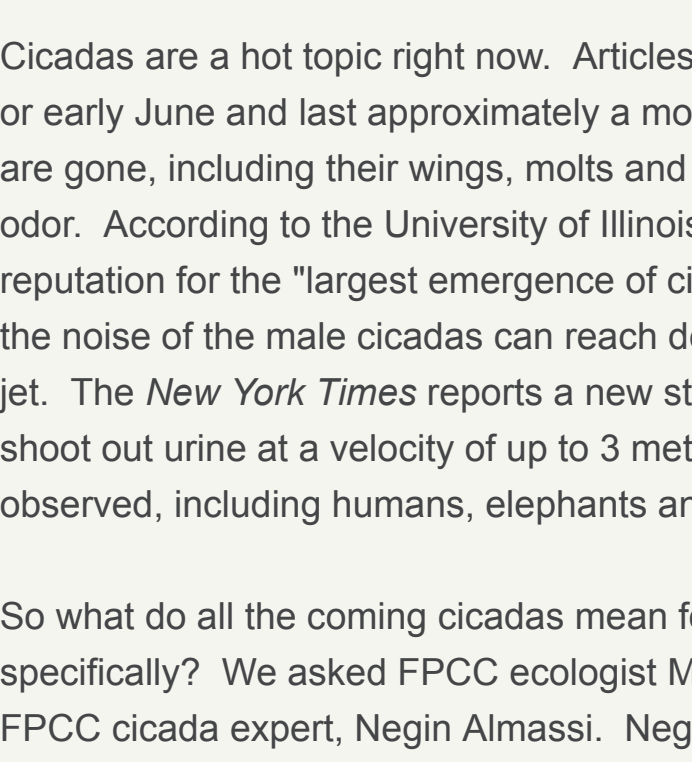 Cicadas are a hot topic right now.  Articles
or early June and last approximately a mo
are gone, including their wings, molts and
odor.  According to the University of Illinois
reputation for the "largest emergence of ci
the noise of the male cicadas can reach de
jet.  The New York Times reports a new st
shoot out urine at a velocity of up to 3 met
observed, including humans, elephants an

So what do all the coming cicadas mean fo
specifically?  We asked FPCC ecologist M
FPCC cicada expert, Negin Almassi.  Neg